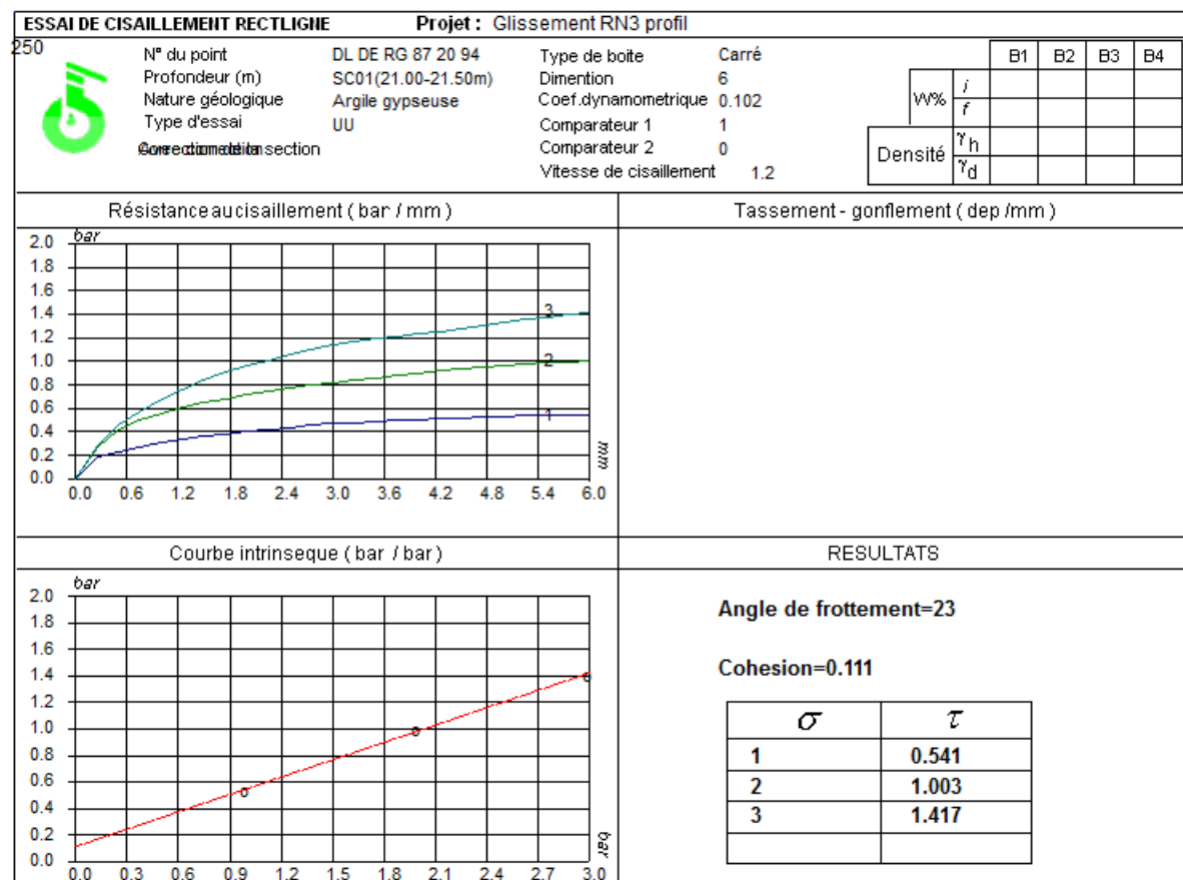 ESSAI DE CISAILLEMENT RECTLIGNE Projet : Glissement RN3 profil
250
N° du point DL DE RG 87 20 94 Type de boite Carré B1 B2 B3 B4
Profondeur (m) SC01(21.00-21.50m) Dimention 6
Nature géologique Argile gypseuse Coef.dynamometrique 0.102 W% i
f
Type d'essai UU Comparateur 1 1
section Comparateur 2 0 Densité γh
Vitesse de cisaillement 1.2 γd
Résistance au cisaillement ( bar / mm ) Tassement - gonflement ( dep /mm )
bar
2.0
1.8
1.6
1.4 3
1.2
1.0 2
0.8
0.6
0.4 1
0.2 mm
0.0
0.0 0.6 1.2 1.8 2.4 3.0 3.6 4.2 4.8 5.4 6.0
Courbe intrinseque ( bar / bar ) RESULTATS
bar
2.0
1.8
1.6
1.4
1.2
1.0
0.8
0.6
0.4
0.2 bar
0.0
0.0 0.3 0.6 0.9 1.2 1.5 1.8 2.1 2.4 2.7 3.0
Angle de frottement=23
Cohesion=0.111
σ τ
1 0.541
2 1.003
3 1.417